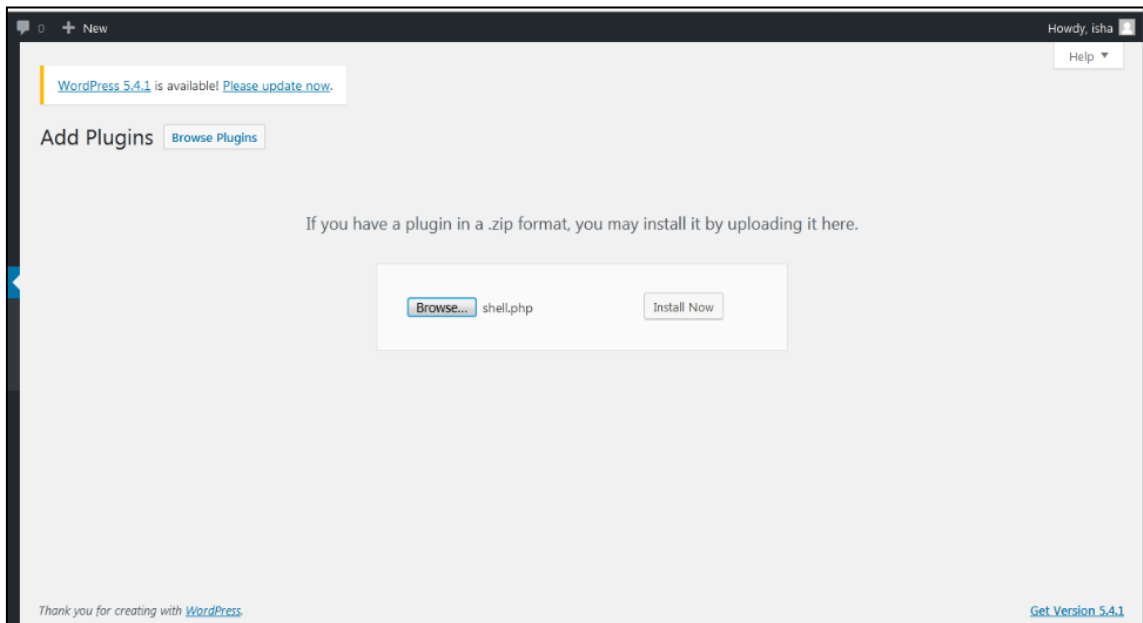 0 New Howdy, isha
Help
WordPress 5.4.1 is available! Please update now.
Add Plugins Browse Plugins
If you have a plugin in a .zip format, you may install it by uploading it here.
Browse... shell.php Install Now
Thank you for creating with WordPress. Get Version 5.4.1